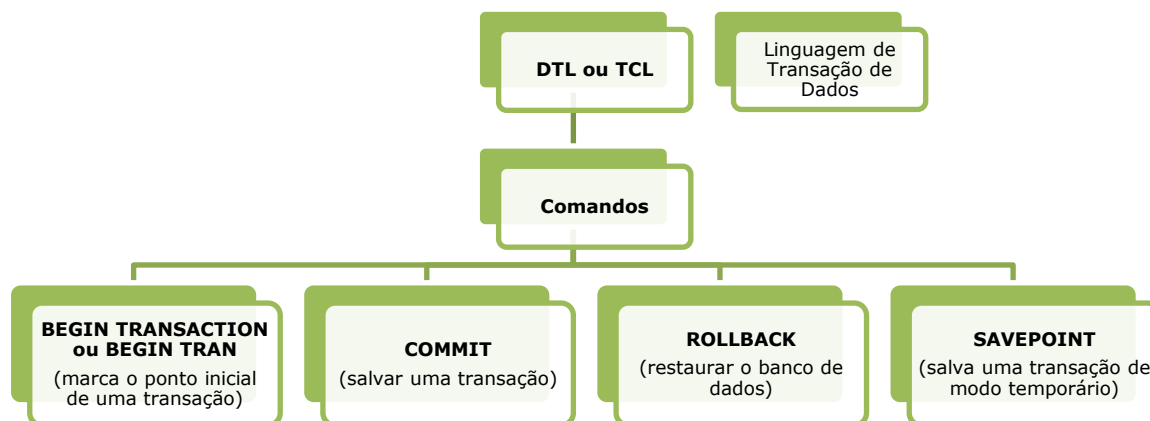 DTL ou TCL
Linguagem de
Transação de
Dados
Comandos
BEGIN TRANSACTION
ou BEGIN TRAN
(marca o ponto inicial
de uma transação)
COMMIT
(salvar uma transação)
ROLLBACK
(restaurar o banco de
dados)
SAVEPOINT
(salva uma transação de
modo temporário)